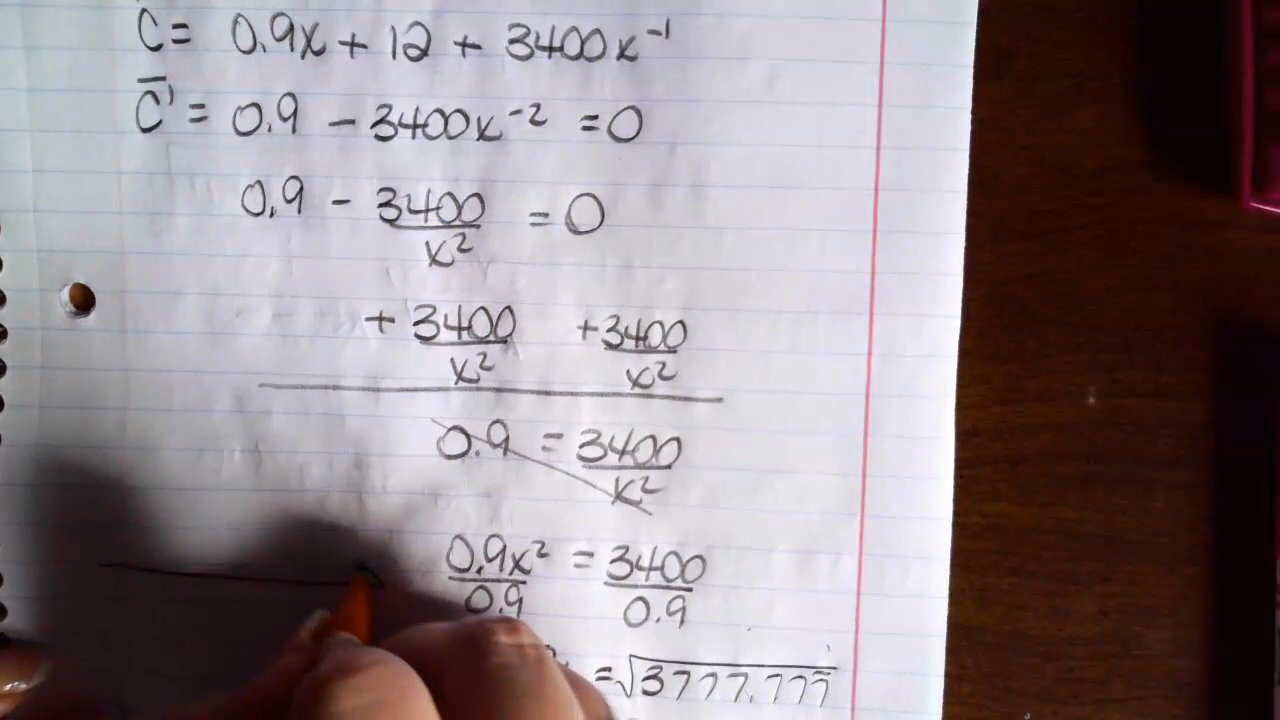 C = 0.9x + 12 + 3400x⁻¹
C̅' = 0.9 - 3400x⁻² = 0
0.9 - 3400/x² = 0
+ 3400/x² + 3400/x²
0.9 = 3400/x²
0.9x²/0.9 = 3400/0.9
= √3777.777